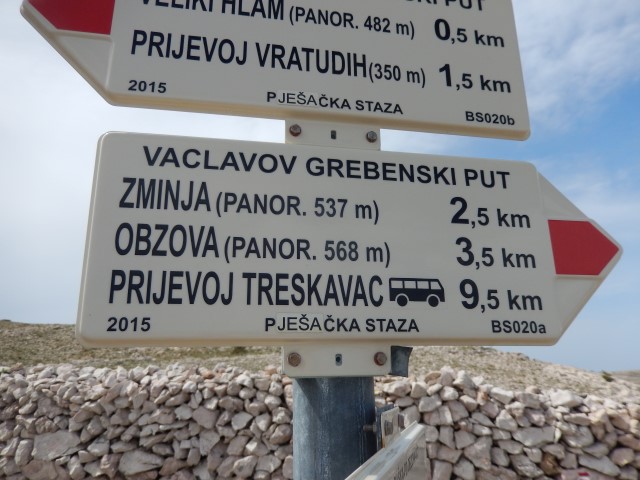 PUT
VELIKI HLAM (PANOR. 482 m) 0,5 km
PRIJEVOJ VRATUDIH (350 m) 1,5 km
2015 PJEŠAČKA STAZA BS020b
VACLAVOV GREBENSKI PUT
ZMINJA (PANOR. 537 m) 2,5 km
OBZOVA (PANOR. 568 m) 3,5 km
PRIJEVOJ TRESKAVAC 9,5 km
2015 PJEŠAČKA STAZA BS020a